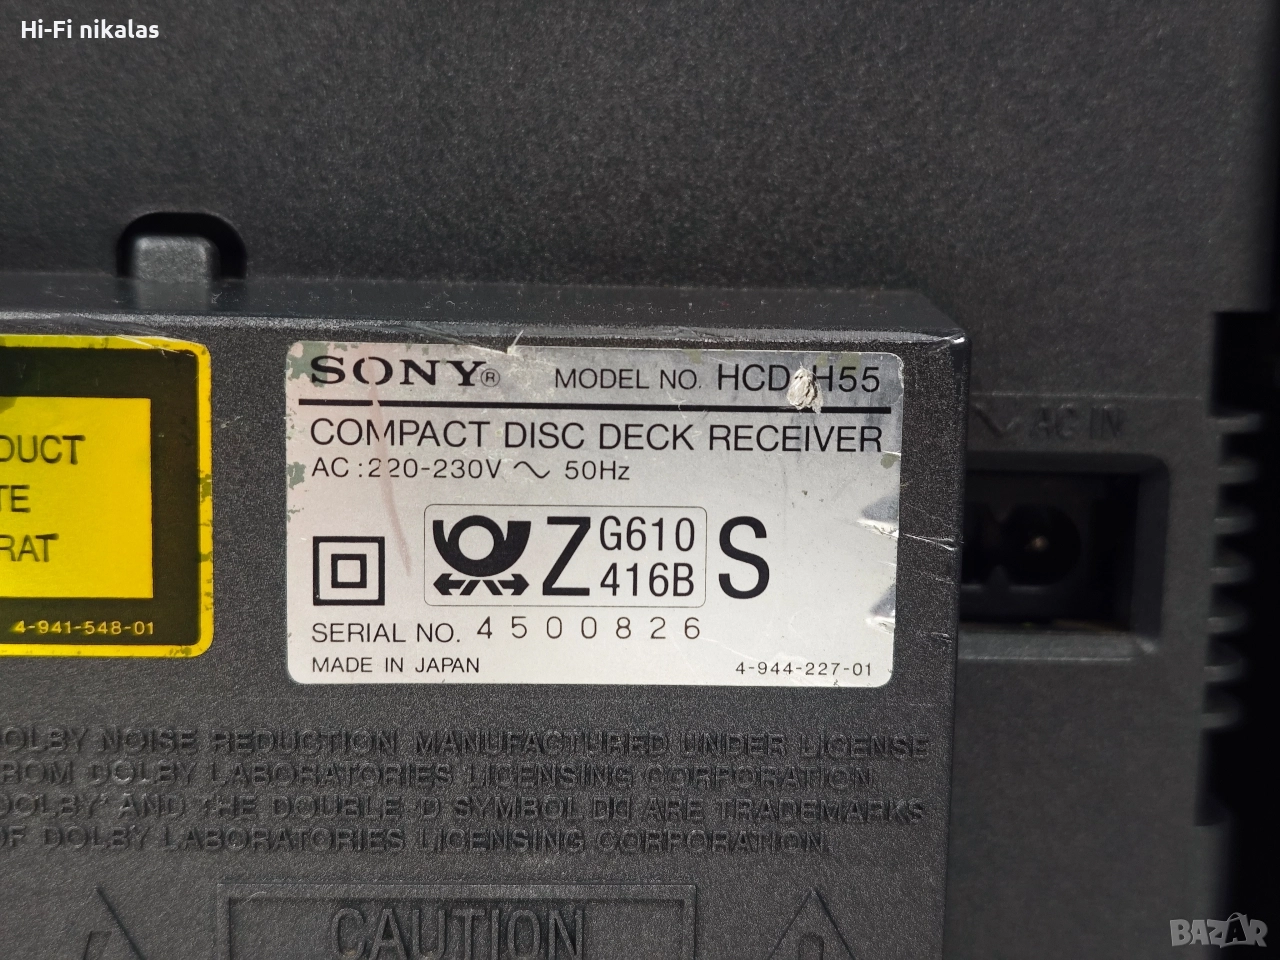 Hi-Fi nikalas
SONY®
MODEL NO. HCD-H55
COMPACT DISC DECK RECEIVER
AC : 220-230V ~ 50Hz
Z G610 S
416B
SERIAL NO. 4500826
MADE IN JAPAN
4-944-227-01
DUCT
TE
RAT
4-941-548-01
~ AC IN
OLBY NOISE REDUCTION MANUFACTURED UNDER LICENSE
ROM DOLBY LABORATORIES LICENSING CORPORATION.
DOLBY" AND THE DOUBLE-D SYMBOL DD ARE TRADEMARKS
OF DOLBY LABORATORIES LICENSING CORPORATION.
CAUTION
BAZAR